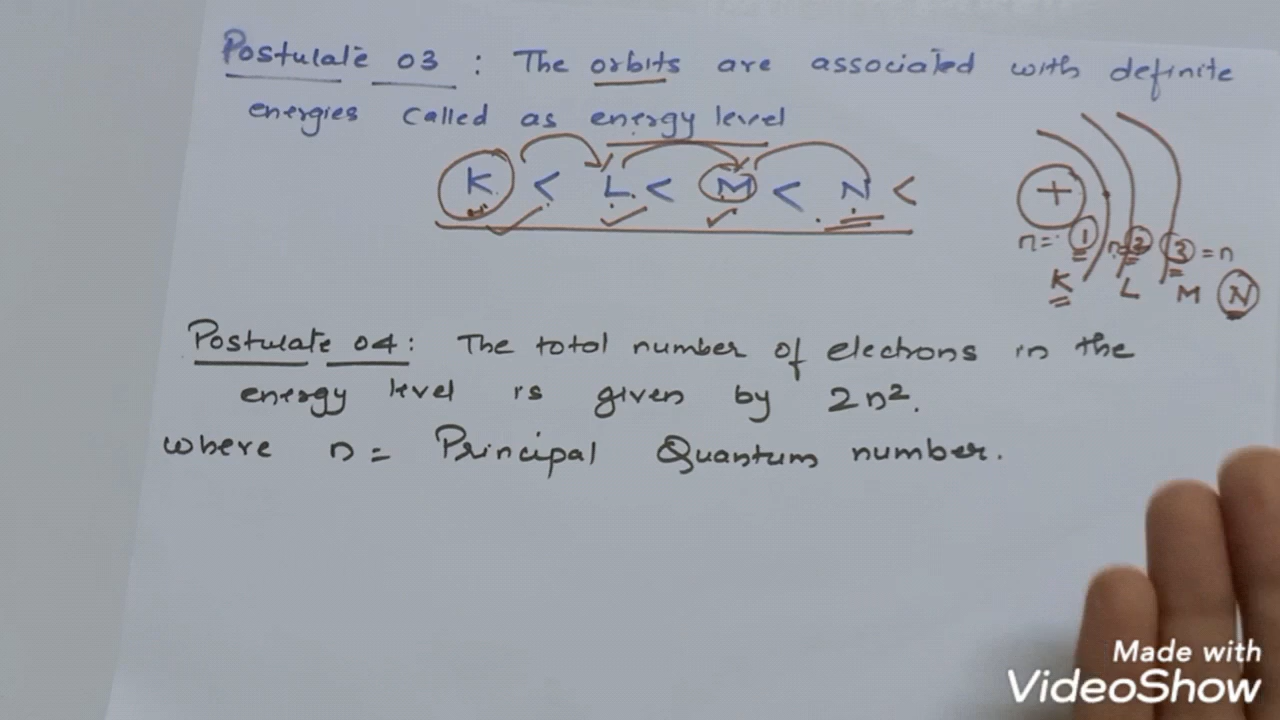 Postulate 03 : The orbits are associated with definite
energies called as energy level
K < L < M < N <
+
n= 1 n= 2 3 = n
K L M N
Postulate 04: The total number of electrons in the
energy level is given by 2n².
where n = Principal Quantum number.
Made with
VideoShow